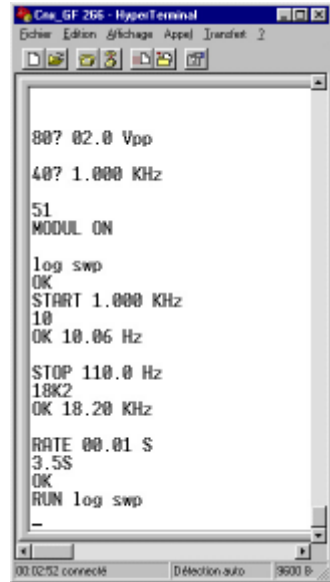 Cnx_GF 266 - HyperTerminal
Fichier Edition Affichage Appel Transfert ?
80? 02.0 Vpp
40? 1.000 KHz
51
MODUL ON
log swp
OK
START 1.000 KHz
10
OK 10.06 Hz
STOP 110.0 Hz
18K2
OK 18.20 KHz
RATE 00.01 S
3.5S
OK
RUN log swp
_
00:02:52 connecté Détection auto 9600 8-